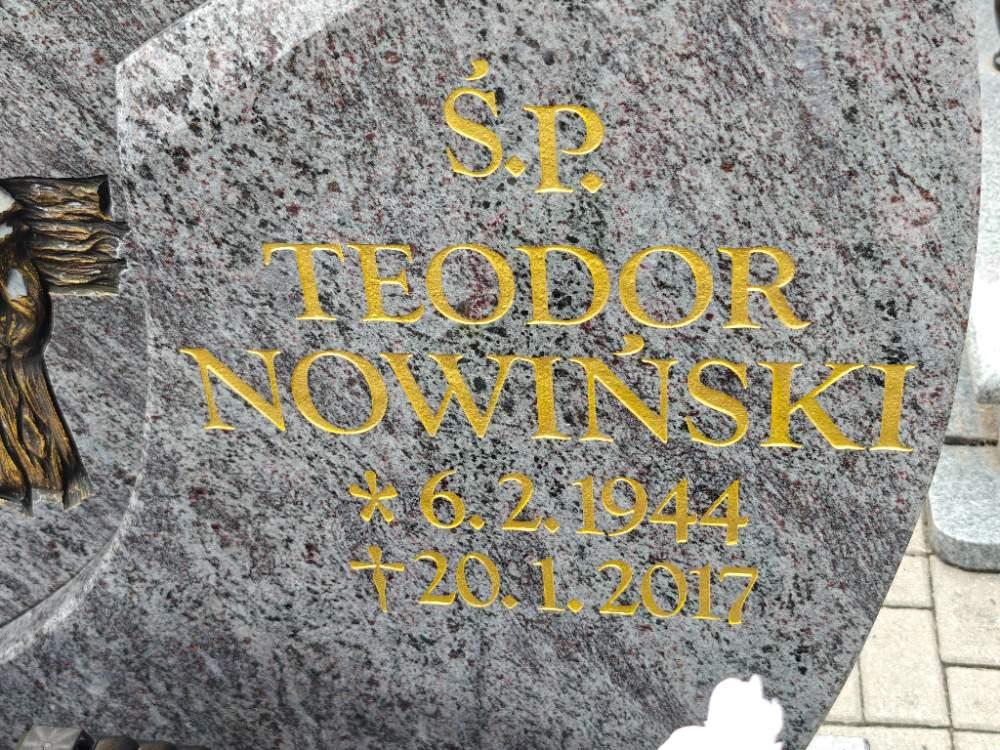 Ś.P.
TEODOR
NOWIŃSKI
* 6.2.1944
† 20.1.2017